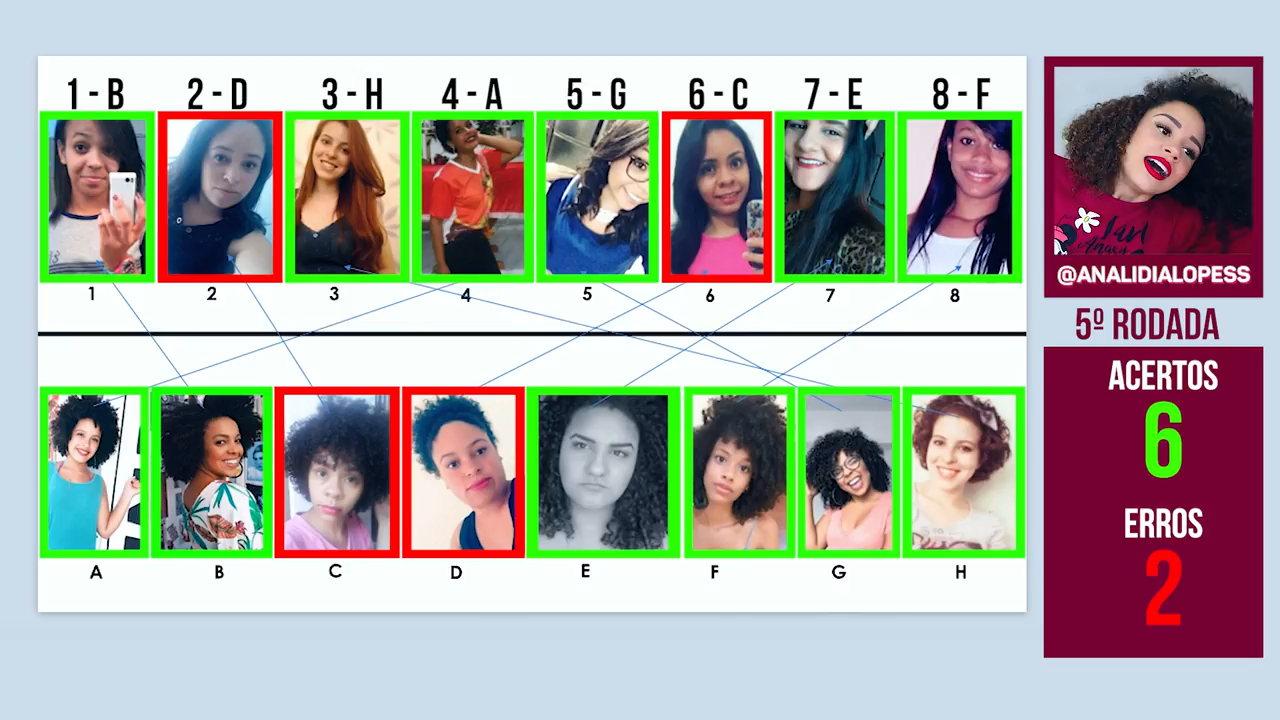 1 - B 2 - D 3 - H 4 - A 5 - G 6 - C 7 - E 8 - F
1 2 3 4 5 6 7 8
A B C D E F G H
@ANALIDIALOPESS
5º RODADA
ACERTOS
6
ERROS
2